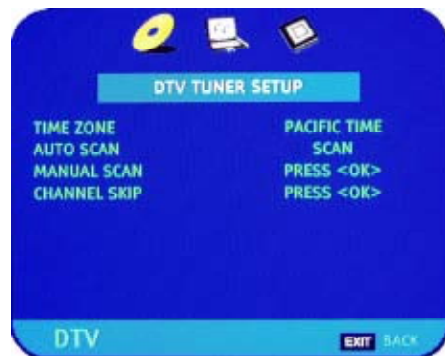 DTV TUNER SETUP
TIME ZONE PACIFIC TIME
AUTO SCAN SCAN
MANUAL SCAN PRESS <OK>
CHANNEL SKIP PRESS <OK>
DTV EXIT BACK